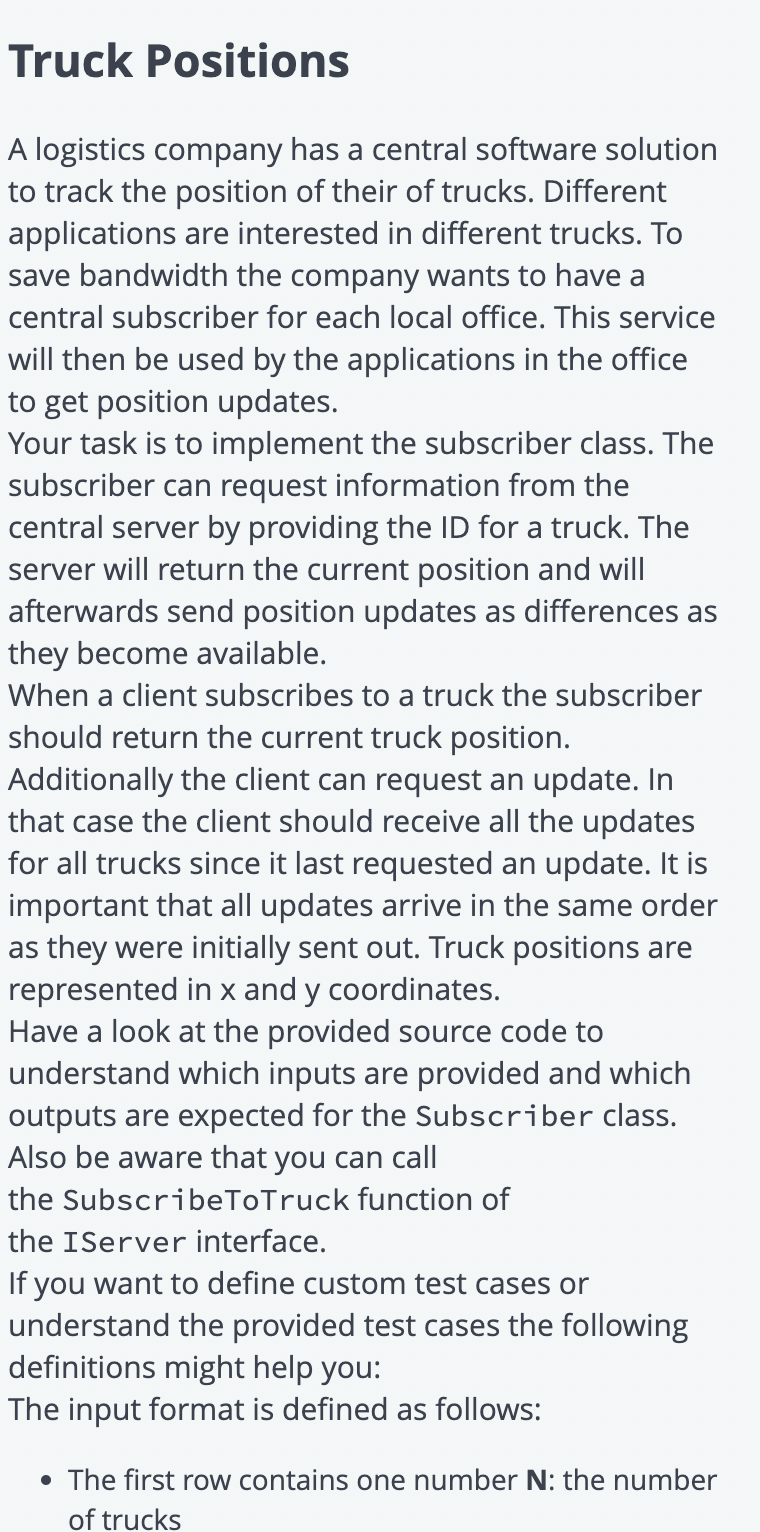 Truck Positions
A logistics company has a central software solution
to track the position of their of trucks. Different
applications are interested in different trucks. To
save bandwidth the company wants to have a
central subscriber for each local office. This service
will then be used by the applications in the office
to get position updates.
Your task is to implement the subscriber class. The
subscriber can request information from the
central server by providing the ID for a truck. The
server will return the current position and will
afterwards send position updates as differences as
they become available.
When a client subscribes to a truck the subscriber
should return the current truck position.
Additionally the client can request an update. In
that case the client should receive all the updates
for all trucks since it last requested an update. It is
important that all updates arrive in the same order
as they were initially sent out. Truck positions are
represented in x and y coordinates.
Have a look at the provided source code to
understand which inputs are provided and which
outputs are expected for the Subscriber class.
Also be aware that you can call
the SubscribeToTruck function of
the IServer interface.
If you want to define custom test cases or
understand the provided test cases the following
definitions might help you:
The input format is defined as follows:
• The first row contains one number N: the number
of trucks